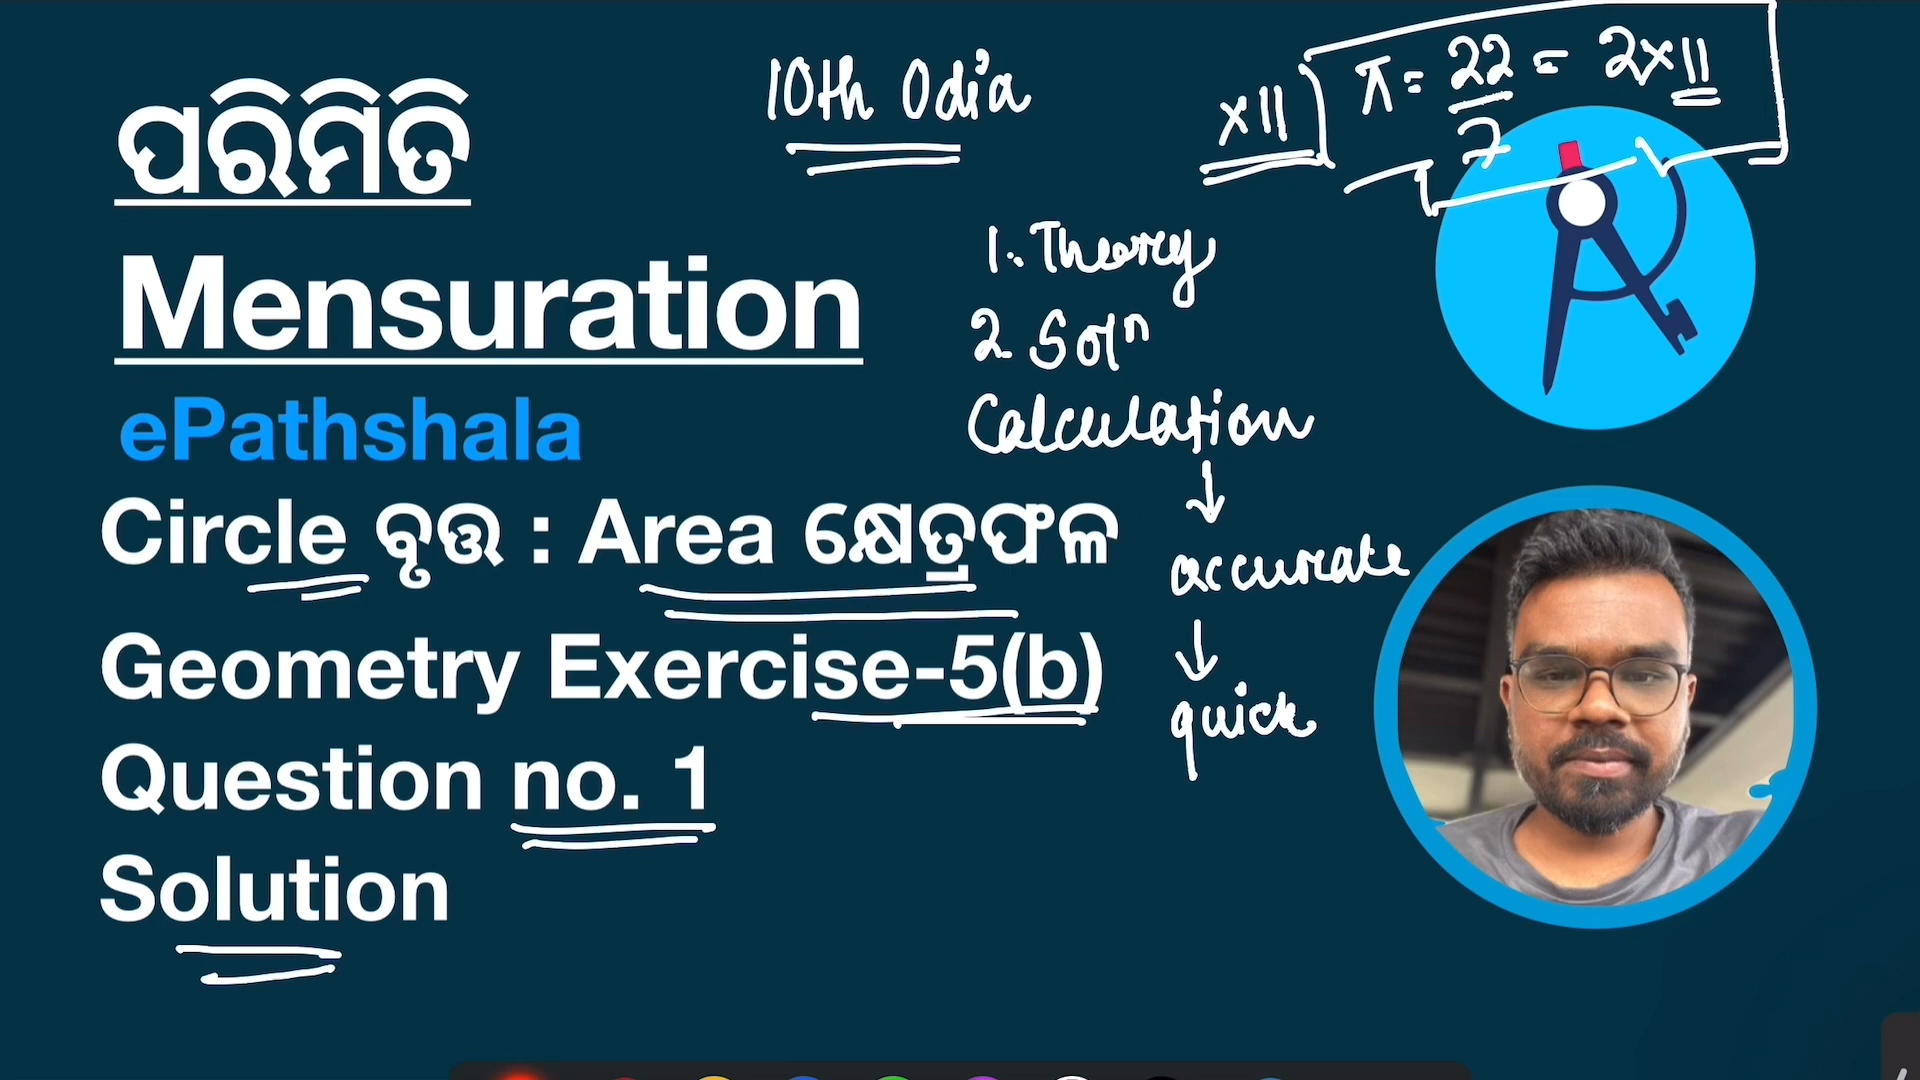 ପରିମିତି
Mensuration
ePathshala
Circle ବୃତ୍ତ : Area କ୍ଷେତ୍ରଫଳ
Geometry Exercise-5(b)
Question no. 1
Solution
10th Odia
1. Theory
2 Solⁿ
Calculation
↓
accurate
↓
quick
×11
π = 22/7 = 2×11